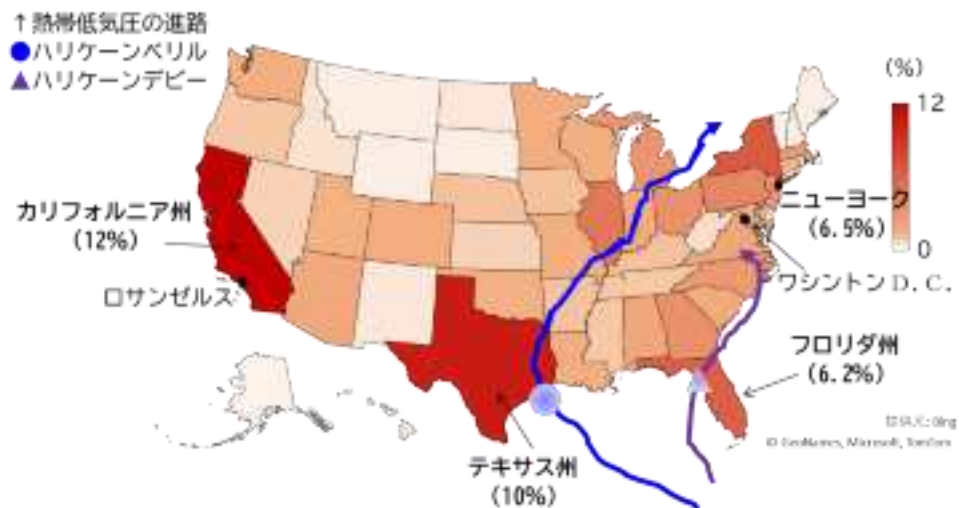 ↑熱帯低気圧の進路
●ハリケーンベリル
▲ハリケーンデビー
(%)
12
0
カリフォルニア州
(12%)
ロサンゼルス
ニューヨーク
(6.5%)
ワシントンD.C.
フロリダ州
(6.2%)
テキサス州
(10%)
© GeoNames, Microsoft, TomTom